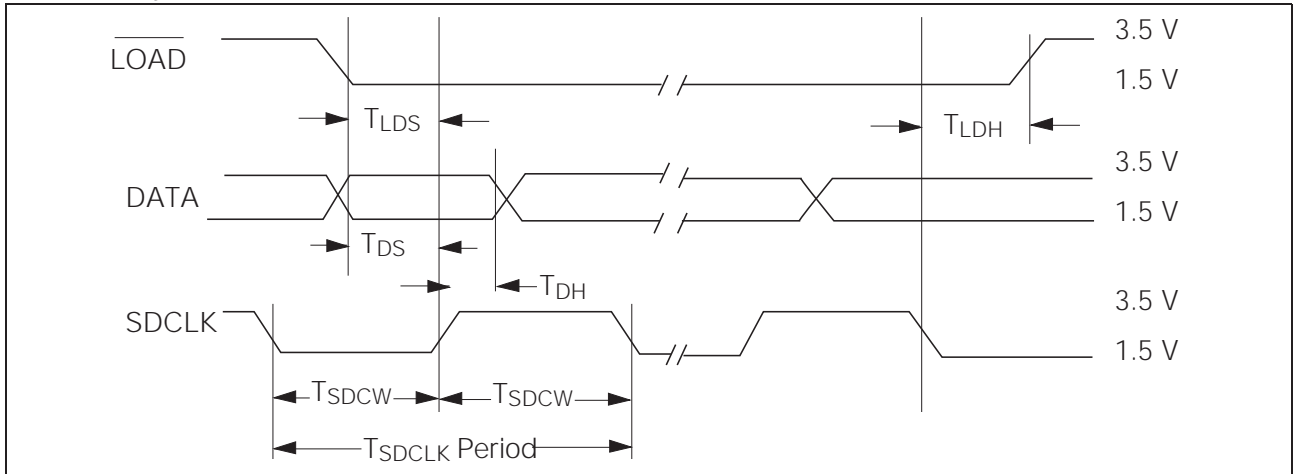 LOAD
3.5 V
1.5 V
TLDS
TLDH
DATA
3.5 V
1.5 V
TDS
TDH
SDCLK
3.5 V
1.5 V
TSDCW
TSDCW
TSDCLK Period